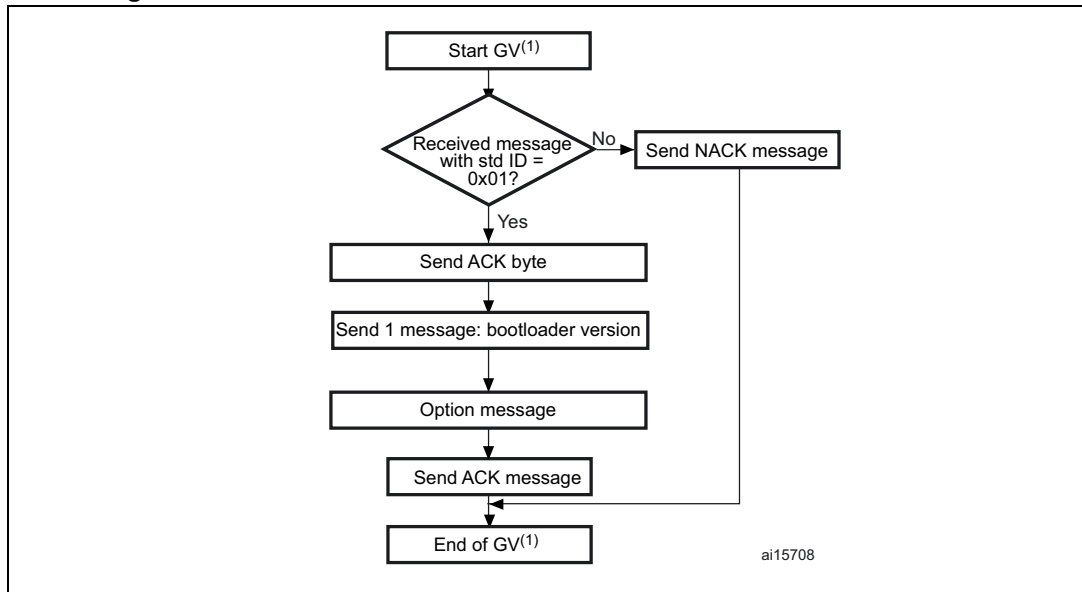 Start GV(1)
Received message
with std ID =
0x01?
No
Send NACK message
Yes
Send ACK byte
Send 1 message: bootloader version
Option message
Send ACK message
End of GV(1)
ai15708